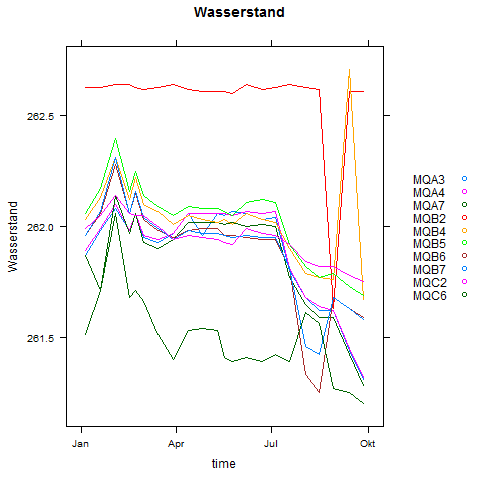 Wasserstand
262.5
262.0
261.5
Wasserstand
Jan
Apr
Jul
Okt
time
MQA3
MQA4
MQA7
MQB2
MQB4
MQB5
MQB6
MQB7
MQC2
MQC6